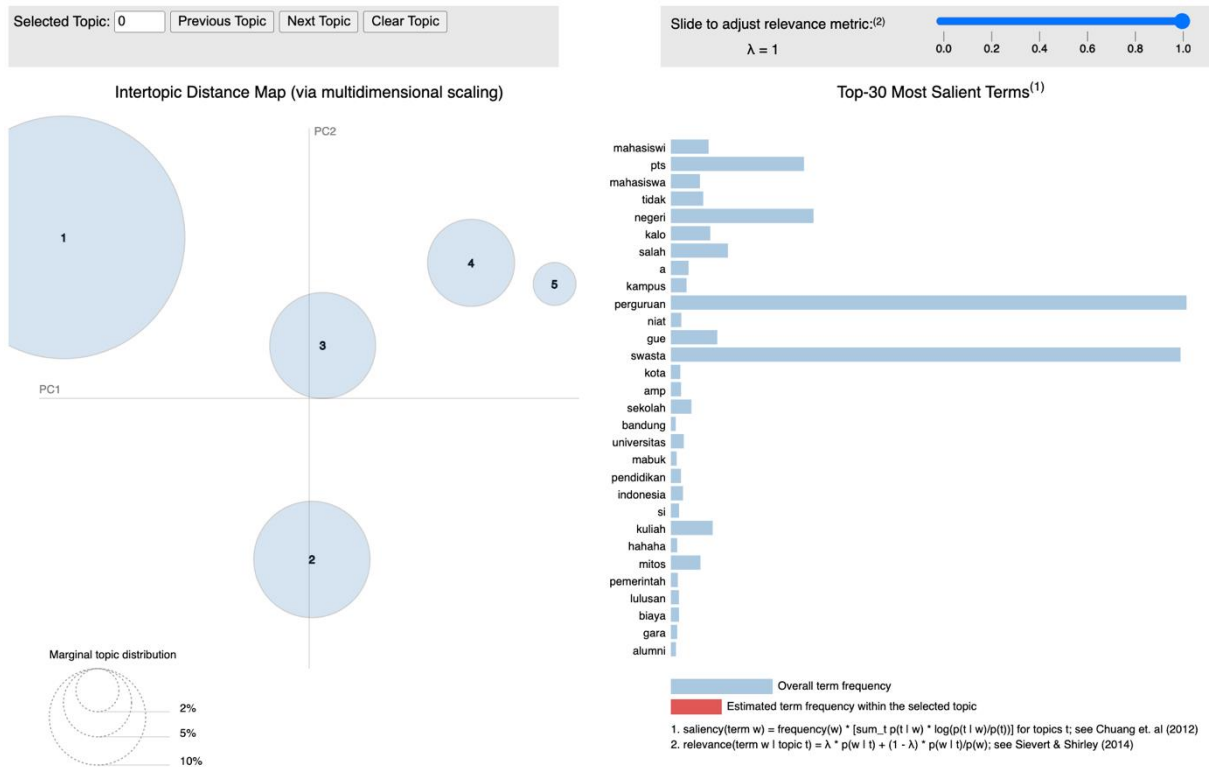 Selected Topic: 0 Previous Topic Next Topic Clear Topic
Slide to adjust relevance metric:(2)
λ = 1
0.0 0.2 0.4 0.6 0.8 1.0
Intertopic Distance Map (via multidimensional scaling)
PC2
PC1
1
4
5
3
2
Marginal topic distribution
2%
5%
10%
Top-30 Most Salient Terms(1)
mahasiswi
pts
mahasiswa
tidak
negeri
kalo
salah
a
kampus
perguruan
niat
gue
swasta
kota
amp
sekolah
bandung
universitas
mabuk
pendidikan
indonesia
si
kuliah
hahaha
mitos
pemerintah
lulusan
biaya
gara
alumni
Overall term frequency
Estimated term frequency within the selected topic
1. saliency(term w) = frequency(w) * [sum_t p(t | w) * log(p(t | w)/p(t))] for topics t; see Chuang et. al (2012)
2. relevance(term w | topic t) = λ * p(w | t) + (1 - λ) * p(w | t)/p(w); see Sievert & Shirley (2014)